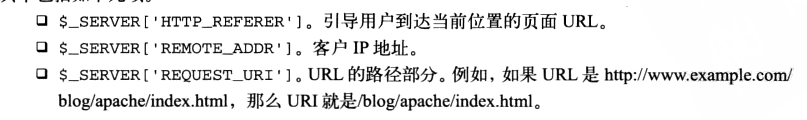 ❑ $_SERVER['HTTP_REFERER']。引导用户到达当前位置的页面 URL。
❑ $_SERVER['REMOTE_ADDR']。客户 IP 地址。
❑ $_SERVER['REQUEST_URI']。URL 的路径部分。例如，如果 URL 是 http://www.example.com/
blog/apache/index.html，那么 URI 就是/blog/apache/index.html。